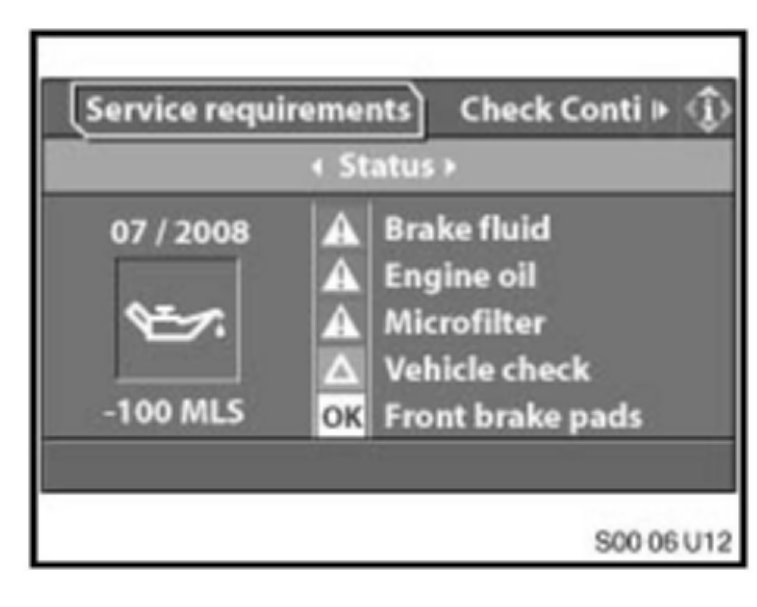 Service requirements Check Conti
Status
07 / 2008
-100 MLS
Brake fluid
Engine oil
Microfilter
Vehicle check
OK Front brake pads
S00 06 U12